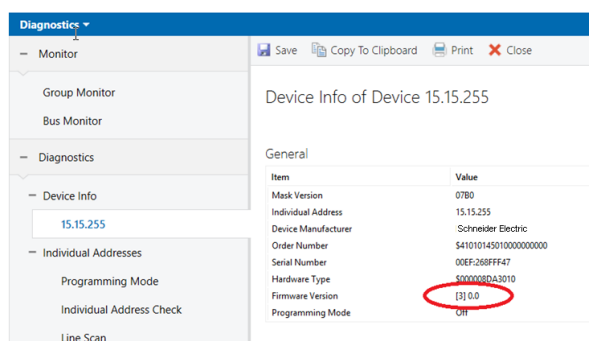 Diagnostics
Monitor
Group Monitor
Bus Monitor
Diagnostics
Device Info
15.15.255
Individual Addresses
Programming Mode
Individual Address Check
Line Scan
Save Copy To Clipboard Print Close
Device Info of Device 15.15.255
General
Item Value
Mask Version 07B0
Individual Address 15.15.255
Device Manufacturer Schneider Electric
Order Number $41010145010000000000
Serial Number 00EF:268FFF47
Hardware Type $000008DA3010
Firmware Version [3] 0.0
Programming Mode Off